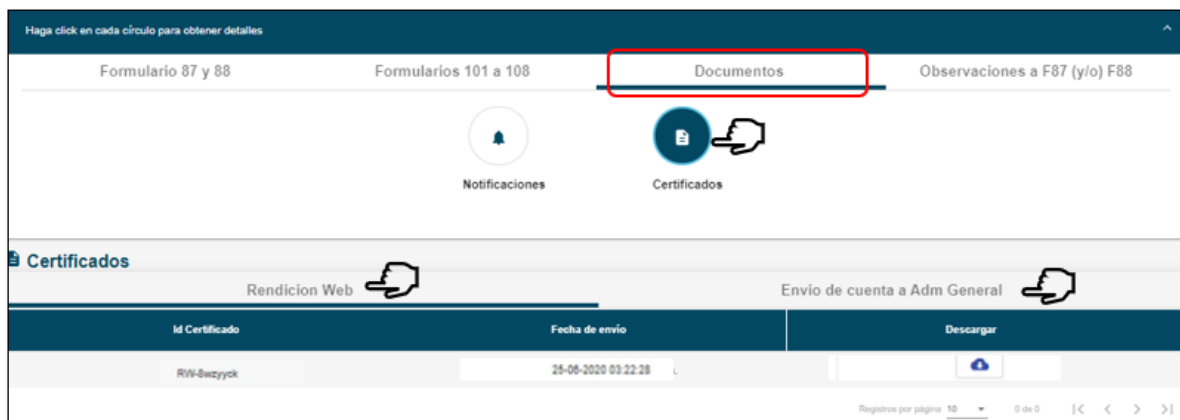 Haga click en cada círculo para obtener detalles
Formulario 87 y 88 Formularios 101 a 108 Documentos Observaciones a F87 (y/o) F88
Notificaciones Certificados
Certificados
Rendicion Web Envio de cuenta a Adm General
Id Certificado Fecha de envio Descargar
RW-8wzyyck 25-06-2020 03:22:28
Registros por página 10 0 de 0